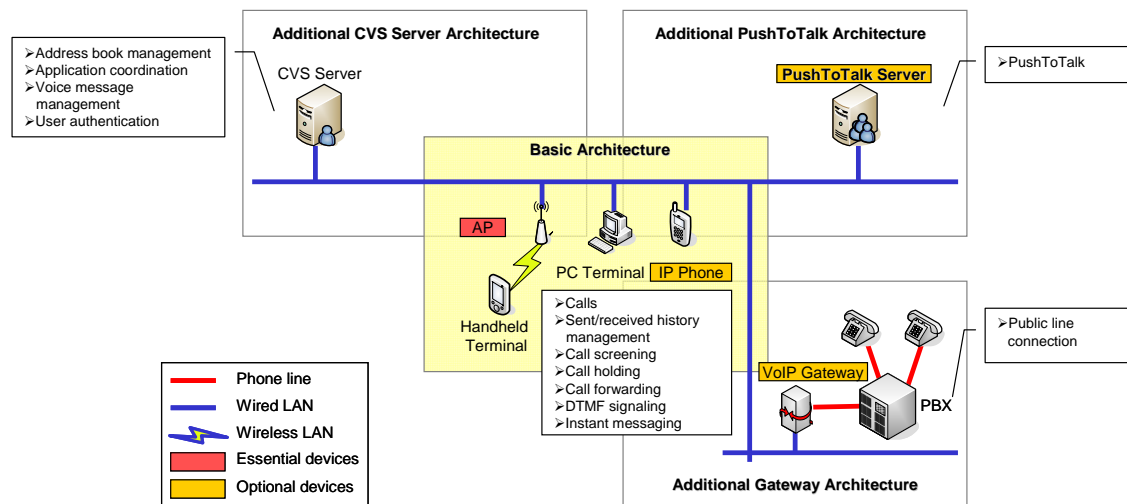 Additional CVS Server Architecture
Additional PushToTalk Architecture
➢Address book management
➢Application coordination
➢Voice message
management
➢User authentication
CVS Server
PushToTalk Server
➢PushToTalk
Basic Architecture
AP
PC Terminal
IP Phone
Handheld
Terminal
➢Calls
➢Sent/received history
management
➢Call screening
➢Call holding
➢Call forwarding
➢DTMF signaling
➢Instant messaging
➢Public line
connection
VoIP Gateway
PBX
Additional Gateway Architecture
Phone line
Wired LAN
Wireless LAN
Essential devices
Optional devices